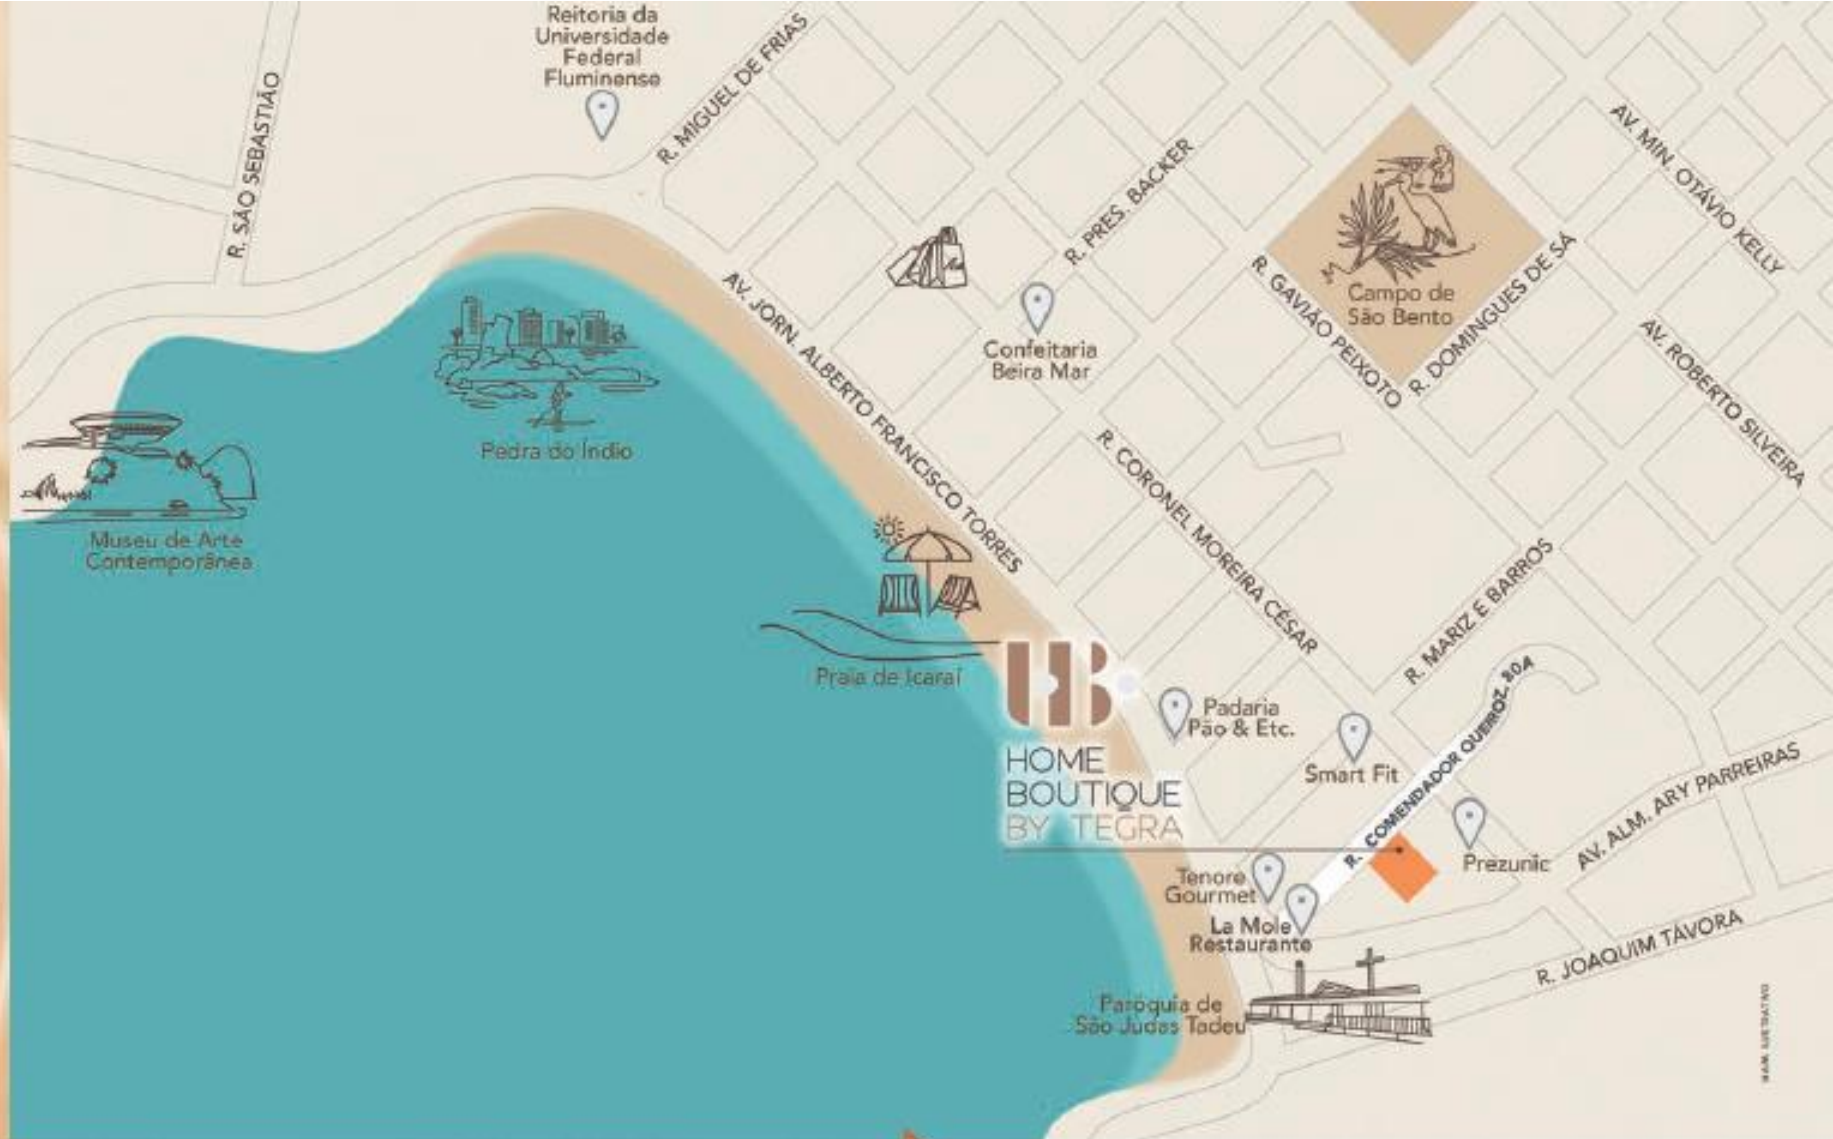 Reitoria da
Universidade
Federal
Fluminense
R. MIGUEL DE FRIAS
R. SÃO SEBASTIÃO
AV. MIN. OTÁVIO KELLY
R. PRES. BACKER
Campo de
São Bento
R. GAVIÃO PEIXOTO
R. DOMINGUES DE SÁ
AV. JORN. ALBERTO FRANCISCO TORRES
Confeitaria
Beira Mar
AV. ROBERTO SILVEIRA
Pedra do Índio
R. CORONEL MOREIRA CÉSAR
Museu de Arte
Contemporânea
R. MARIZ E BARROS
Praia de Icaraí
HB
HOME
BOUTIQUE
BY TEGRA
Padaria
Pão & Etc.
Smart Fit
R. COMENDADOR QUEIROZ, 80A
Prezunic
AV. ALM. ARY PARREIRAS
Tenore
Gourmet
La Mole
Restaurante
R. JOAQUIM TÁVORA
Paróquia de
São Judas Tadeu